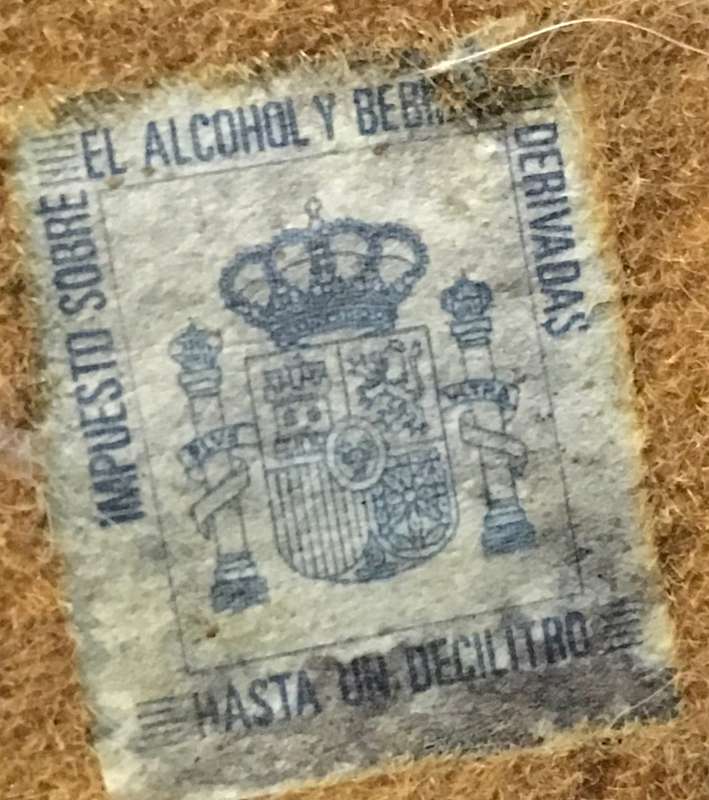 IMPUESTO SOBRE
EL ALCOHOL Y
DERIVADAS
HASTA UN DECILITRO